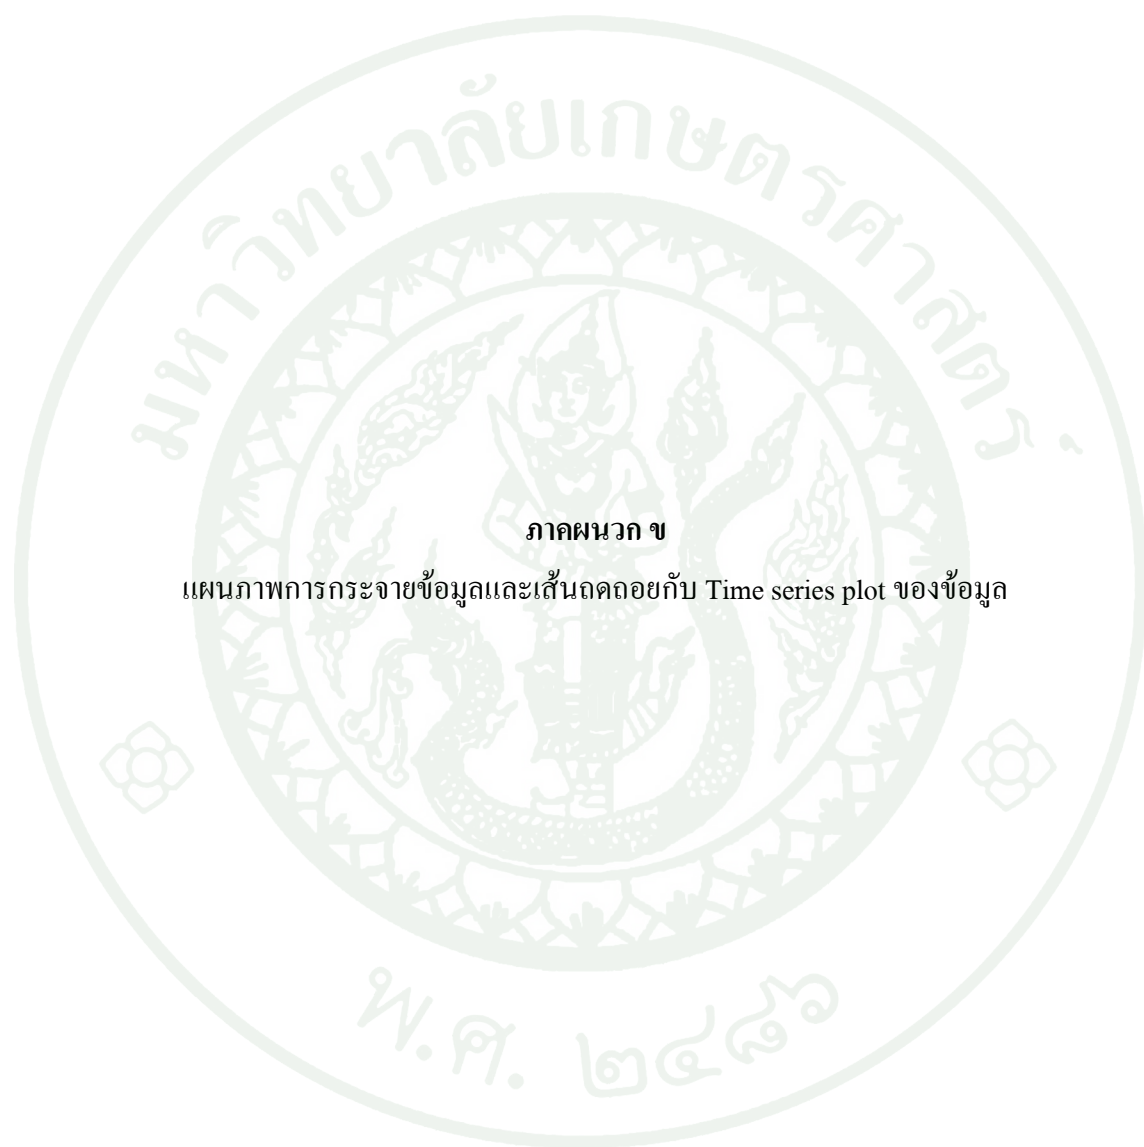 มหาวิทยาลัยเกษตรศาสตร์
ภาคผนวก ข
แผนภาพการกระจายข้อมูลและเส้นถดถอยกับ Time series plot ของข้อมูล
พ.ศ. ๒๔๘๖